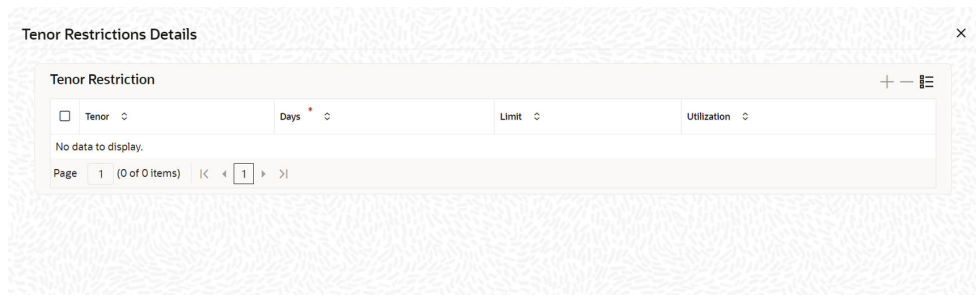 Tenor Restrictions Details
Tenor Restriction
Tenor Days * Limit Utilization
No data to display.
Page 1 (0 of 0 items) 1